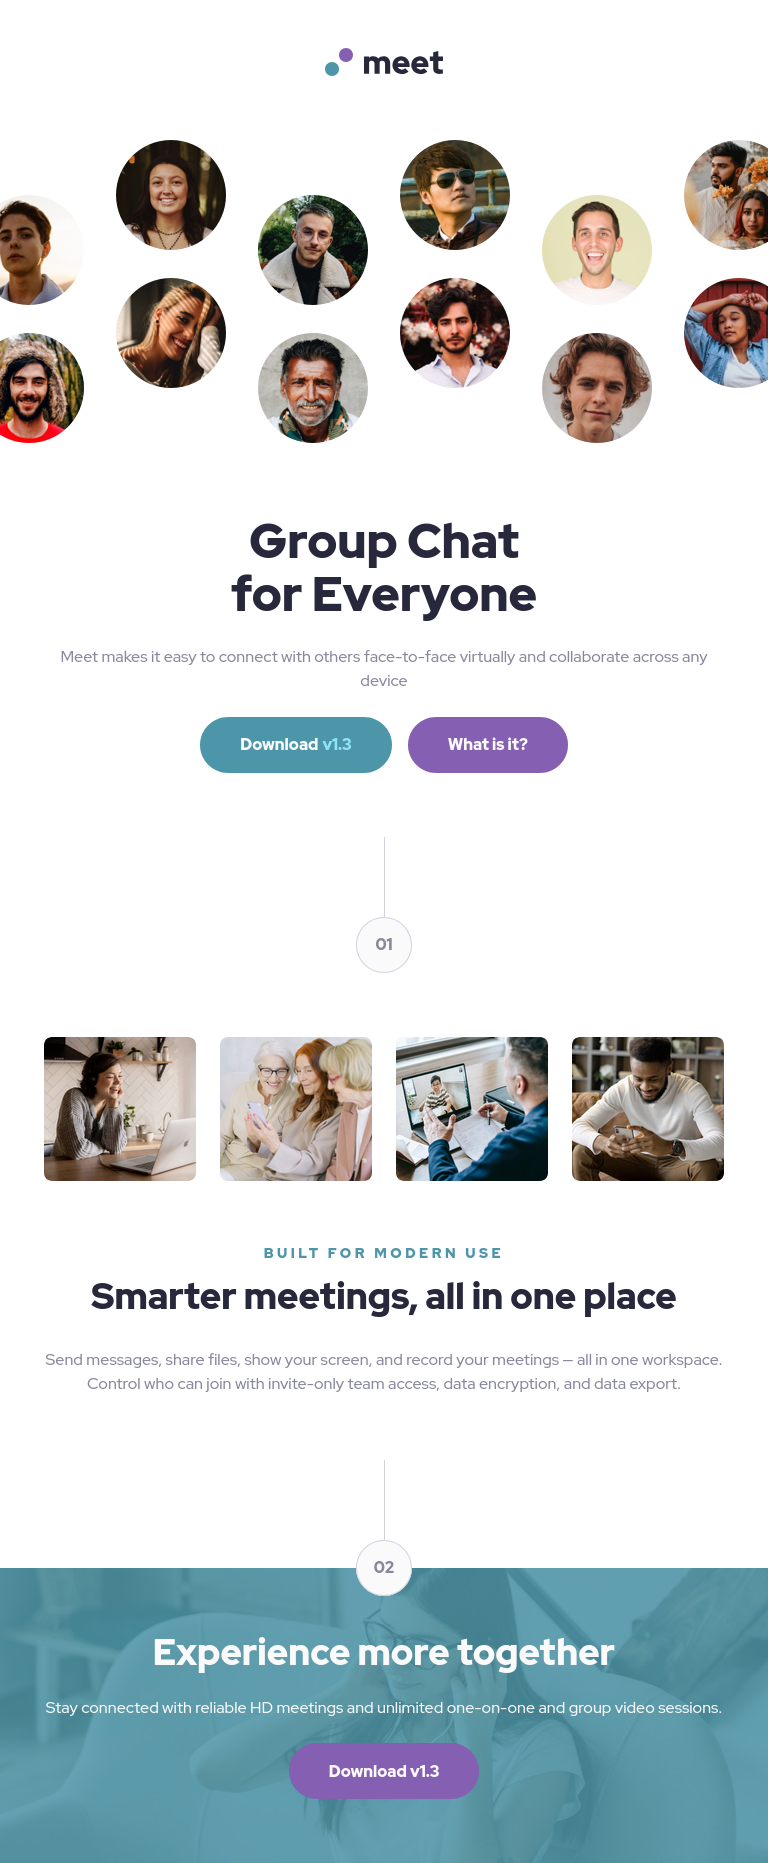 meet
Group Chat
for Everyone
Meet makes it easy to connect with others face-to-face virtually and collaborate across any
device
Download v1.3
What is it?
01
BUILT FOR MODERN USE
Smarter meetings, all in one place
Send messages, share files, show your screen, and record your meetings — all in one workspace.
Control who can join with invite-only team access, data encryption, and data export.
02
Experience more together
Stay connected with reliable HD meetings and unlimited one-on-one and group video sessions.
Download v1.3